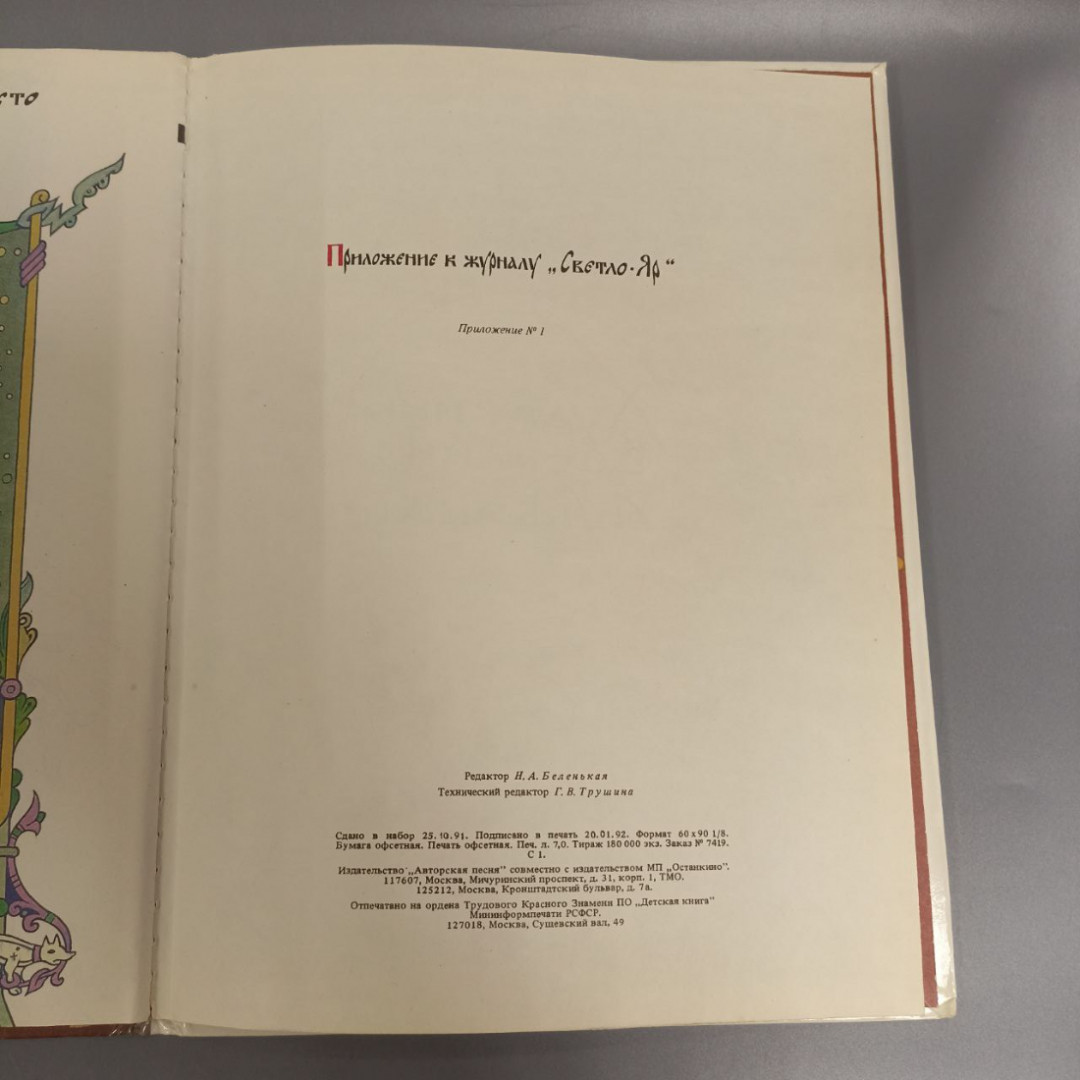 Приложение к журналу „Светло-Яр“
Приложение № 1
Редактор И. А. Беленькая
Технический редактор Г. В. Трушина
Сдано в набор 25.10.91. Подписано в печать 20.01.92. Формат 60х90 1/8.
Бумага офсетная. Печать офсетная. Печ. л. 7,0. Тираж 180 000 экз. Заказ № 7419.
С 1.
Издательство „Авторская песня“ совместно с издательством МП „Останкино“.
117607, Москва, Мичуринский проспект, д. 31, корп. 1, ТМО.
125212, Москва, Кронштадтский бульвар, д. 7а.
Отпечатано на ордена Трудового Красного Знамени ПО „Детская книга“
Мининформпечати РСФСР.
127018, Москва, Сущевский вал, 49